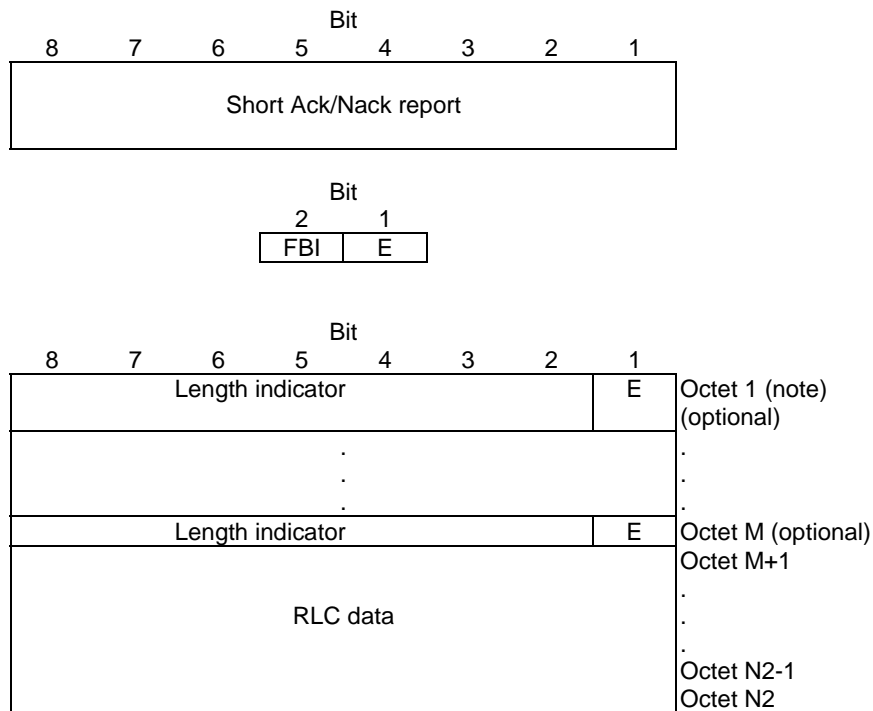 Bit
8 7 6 5 4 3 2 1
Short Ack/Nack report
Bit
2 1
FBI E
Bit
8 7 6 5 4 3 2 1
Length indicator E Octet 1 (note)
(optional)
. .
. .
. .
Length indicator E Octet M (optional)
Octet M+1
.
RLC data .
.
Octet N2-1
Octet N2